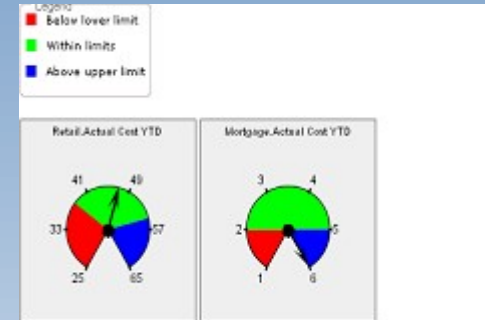 Legend
Below lower limit
Within limits
Above upper limit
Retail.Actual Cost YTD
Mortgage.Actual Cost YTD
41 49
33 57
25 65
3 4
2 5
1 6